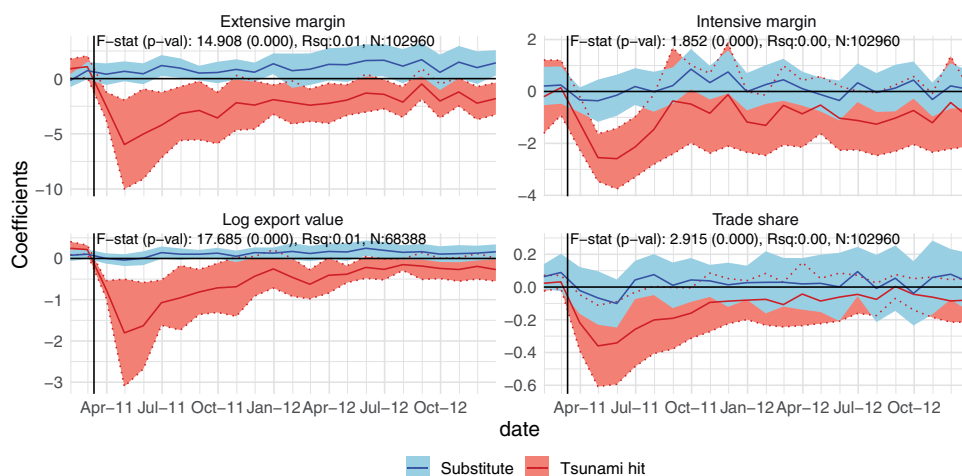 Extensive margin
F-stat (p-val): 14.908 (0.000), Rsq:0.01, N:102960
0
−5
−10
Intensive margin
F-stat (p-val): 1.852 (0.000), Rsq:0.00, N:102960
2
0
−2
−4
Coefficients
Log export value
F-stat (p-val): 17.685 (0.000), Rsq:0.01, N:68388
0
−1
−2
−3
Apr−11 Jul−11 Oct−11 Jan−12 Apr−12 Jul−12 Oct−12
Trade share
F-stat (p-val): 2.915 (0.000), Rsq:0.00, N:102960
0.2
0.0
−0.2
−0.4
−0.6
Apr−11 Jul−11 Oct−11 Jan−12 Apr−12 Jul−12 Oct−12
date
Substitute Tsunami hit